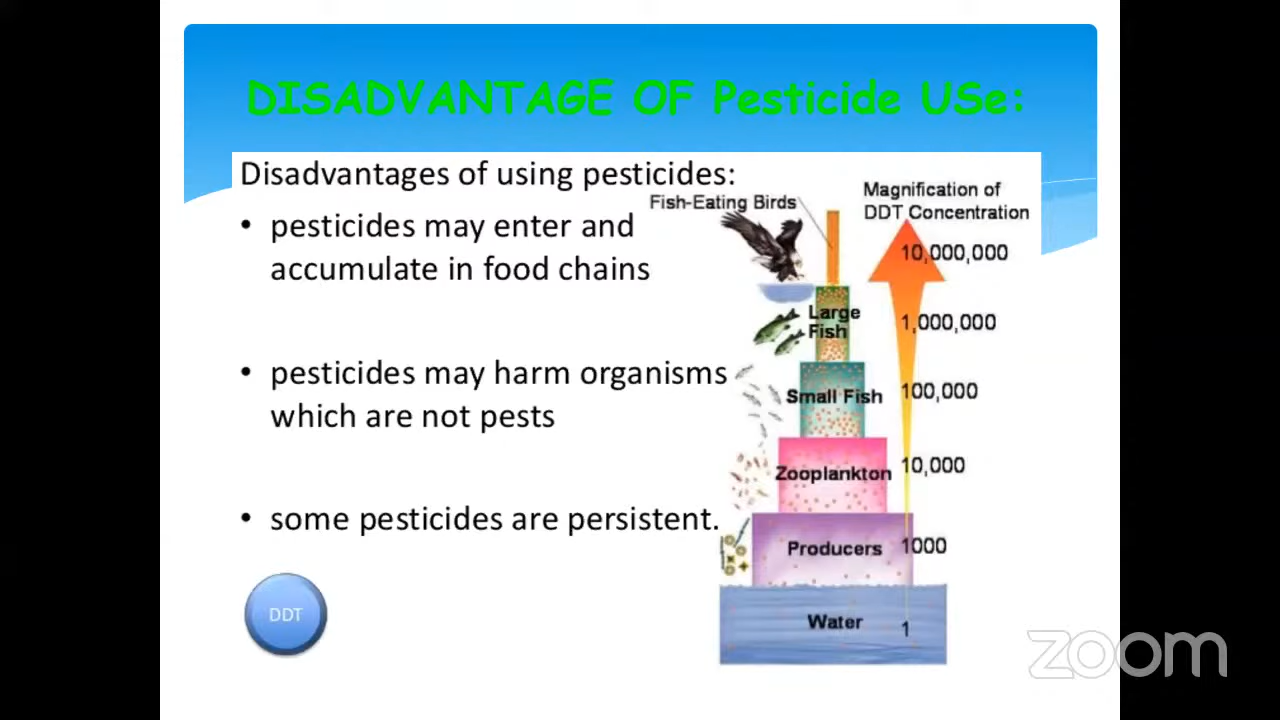 DISADVANTAGE OF Pesticide USe:
Disadvantages of using pesticides:
• pesticides may enter and
accumulate in food chains
• pesticides may harm organisms
which are not pests
• some pesticides are persistent.
DDT
Fish-Eating Birds
Large
Fish
Small Fish
Zooplankton
Producers
Water
Magnification of
DDT Concentration
10,000,000
1,000,000
100,000
10,000
1000
1
zoom